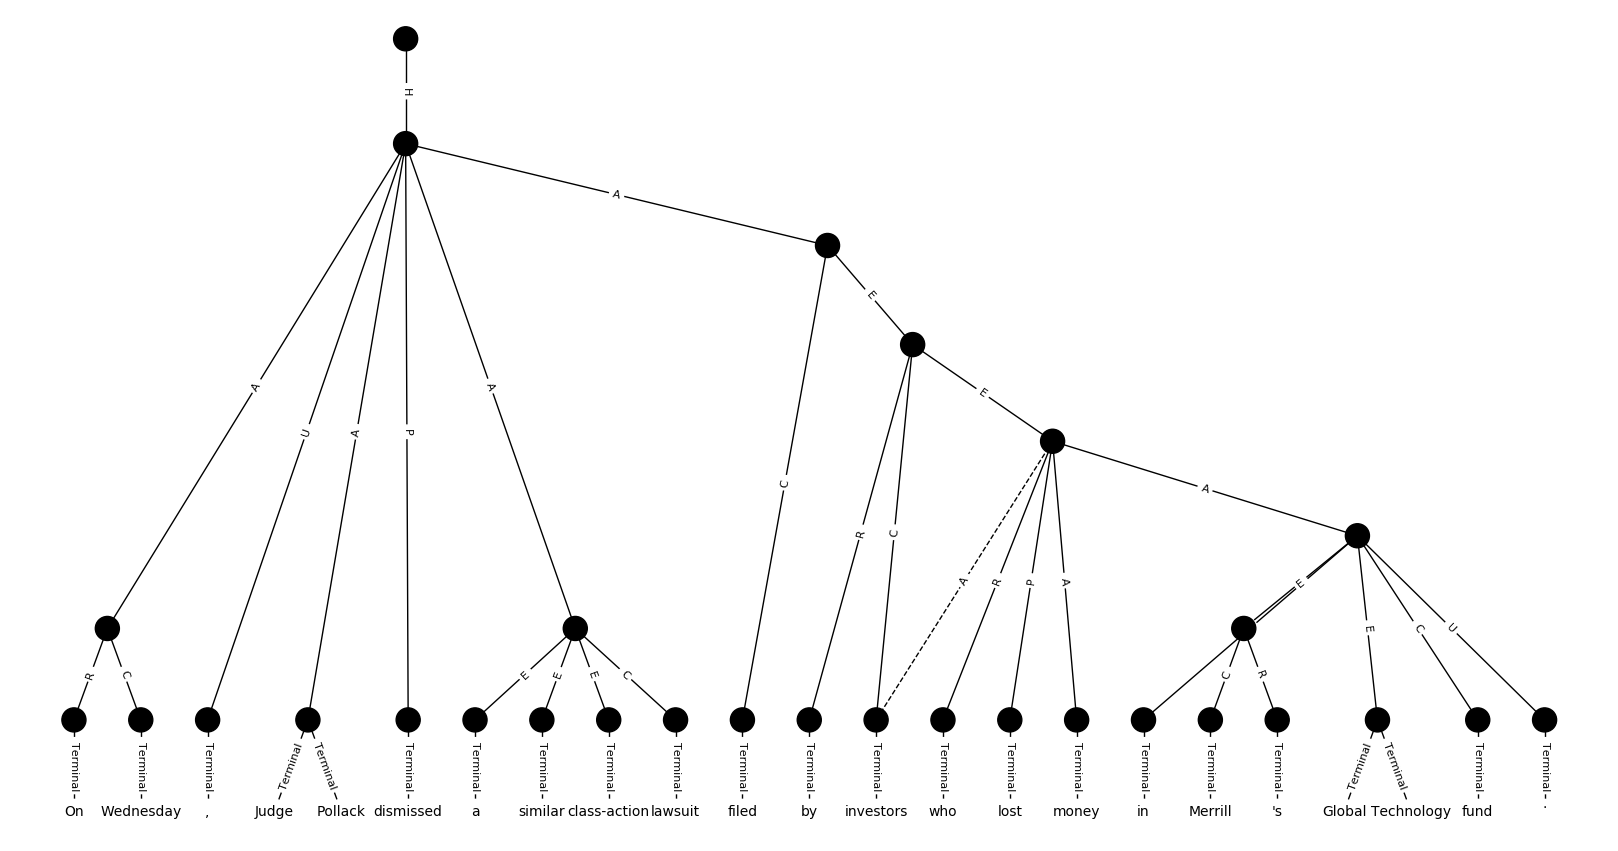 H
A
E
E
A
A
A
U
A
P
C
R
C
A
R
P
A
E
E
C
U
R
C
E
E
E
C
C
R
Terminal Terminal Terminal Terminal Terminal Terminal Terminal Terminal Terminal Terminal Terminal Terminal Terminal Terminal Terminal Terminal Terminal Terminal Terminal Terminal Terminal Terminal Terminal
On Wednesday , Judge Pollack dismissed a similar class-action lawsuit filed by investors who lost money in Merrill 's Global Technology fund .